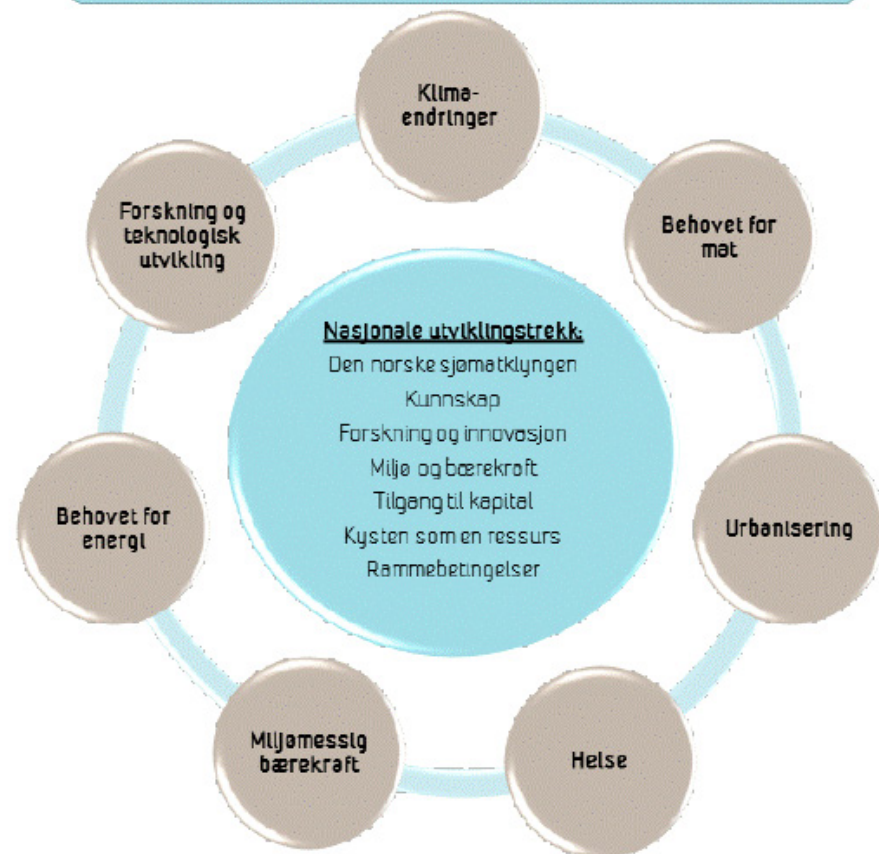 Klima-
endringer
Forskning og
teknologisk
utvikling
Behovet for
mat
Nasjonale utviklingstrekk:
Den norske sjømatklyngen
Kunnskap
Forskning og innovasjon
Miljø og bærekraft
Tilgang til kapital
Kysten som en ressurs
Rammebetingelser
Behovet for
energi
Urbanisering
Miljømessig
bærekraft
Helse